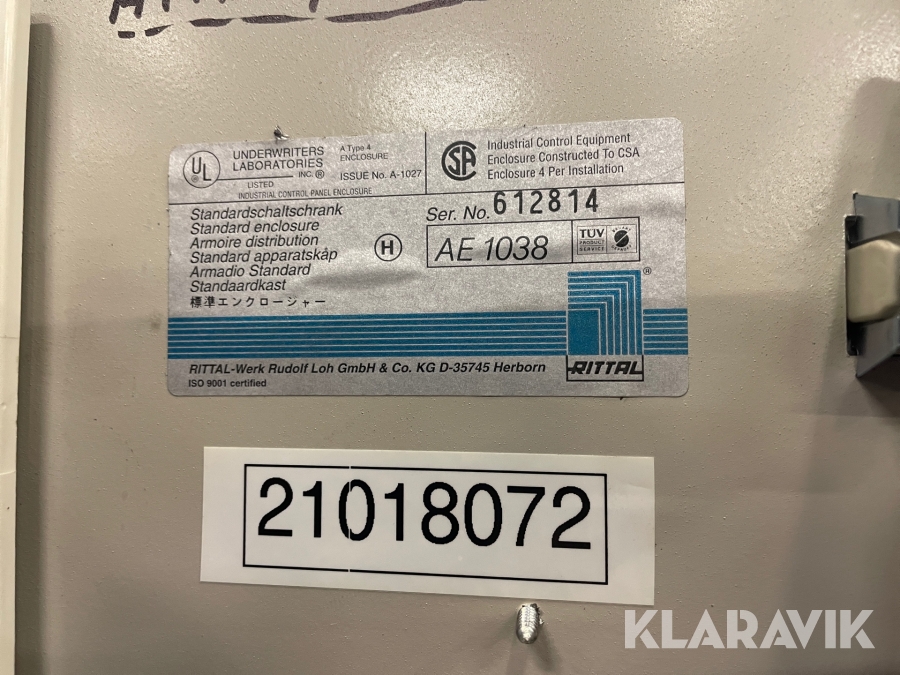 UL
UNDERWRITERS
LABORATORIES
INC.®
LISTED
INDUSTRIAL CONTROL PANEL ENCLOSURE
A Type 4
ENCLOSURE
ISSUE No. A-1027
Industrial Control Equipment
Enclosure Constructed To CSA
Enclosure 4 Per Installation
Standardschaltschrank
Standard enclosure
Armoire distribution
Standard apparatskåp
Armadio Standard
Standaardkast
標準エンクロージャー
H
Ser. No. 612814
AE 1038
TÜV
PRODUCT
SERVICE
®
RITTAL
RITTAL-Werk Rudolf Loh GmbH & Co. KG D-35745 Herborn
ISO 9001 certified
21018072
KLARAVIK